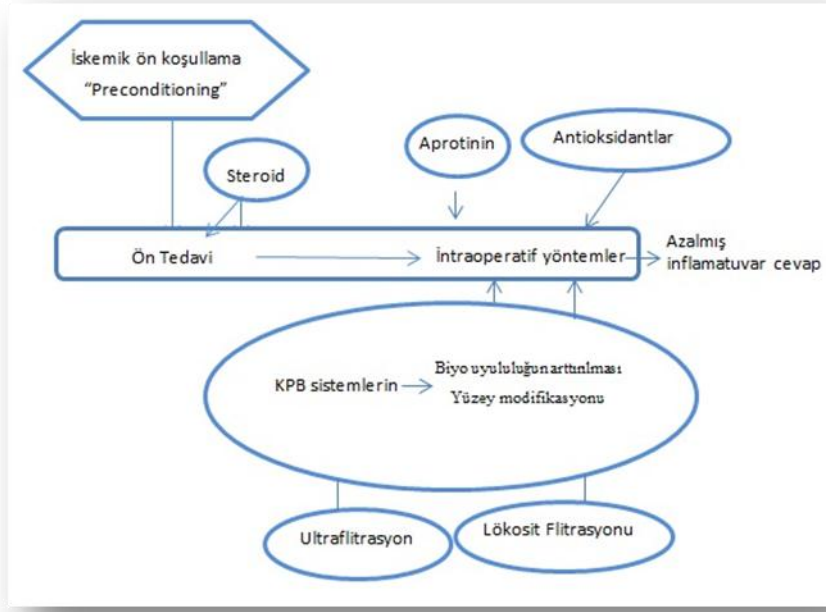 İskemik ön koşullama
“Preconditioning”
Steroid
Aprotinin
Antioksidantlar
Ön Tedavi
İntraoperatif yöntemler
Azalmış
inflamatuvar cevap
KPB sistemlerin
Biyo uyululuğun arttırılması
Yüzey modifikasyonu
Ultraflitrasyon
Lökosit Flitrasyonu